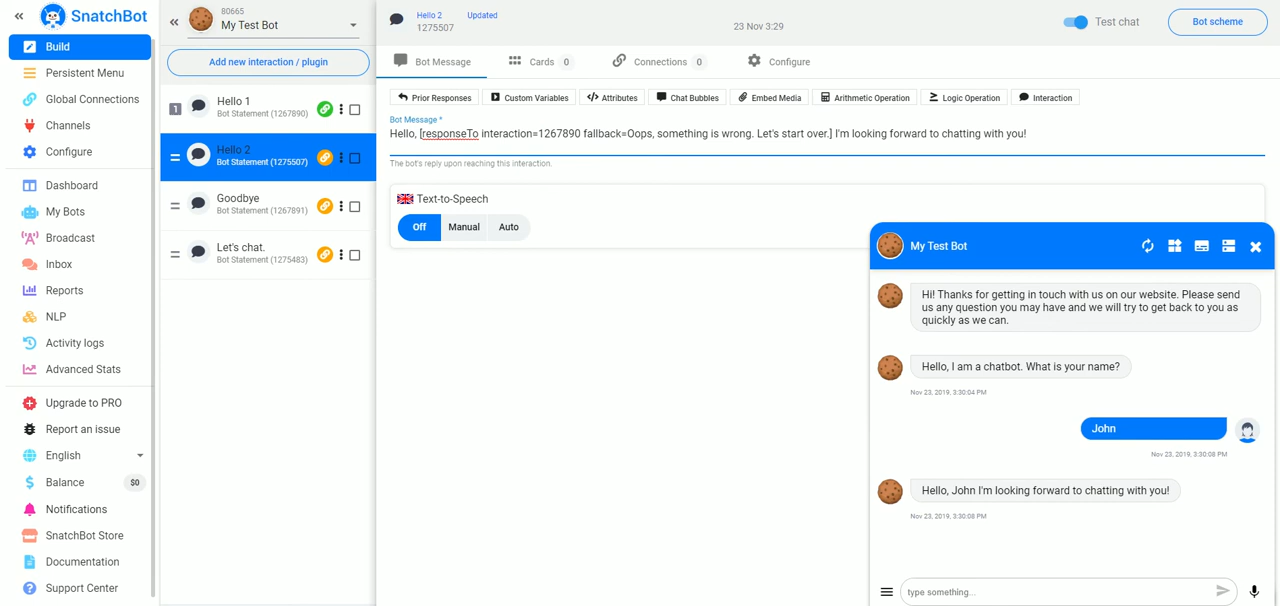 SnatchBot
Build
Persistent Menu
Global Connections
Channels
Configure
Dashboard
My Bots
Broadcast
Inbox
Reports
NLP
Activity logs
Advanced Stats
Upgrade to PRO
Report an issue
English
Balance $0
Notifications
SnatchBot Store
Documentation
Support Center
80665
My Test Bot
Add new interaction / plugin
1
Hello 1
Bot Statement (1267890)
Hello 2
Bot Statement (1275507)
Goodbye
Bot Statement (1267891)
Let's chat.
Bot Statement (1275483)
Hello 2 Updated
1275507
23 Nov 3:29
Test chat
Bot scheme
Bot Message
Cards 0
Connections 0
Configure
Prior Responses
Custom Variables
Attributes
Chat Bubbles
Embed Media
Arithmetic Operation
Logic Operation
Interaction
Bot Message *
Hello, [responseTo interaction=1267890 fallback=Oops, something is wrong. Let's start over.] I'm looking forward to chatting with you!
The bot's reply upon reaching this interaction.
Text-to-Speech
Off Manual Auto
My Test Bot
Hi! Thanks for getting in touch with us on our website. Please send
us any question you may have and we will try to get back to you as
quickly as we can.
Hello, I am a chatbot. What is your name?
Nov 23, 2019, 3:30:04 PM
John
Nov 23, 2019, 3:30:08 PM
Hello, John I'm looking forward to chatting with you!
Nov 23, 2019, 3:30:08 PM
type something...